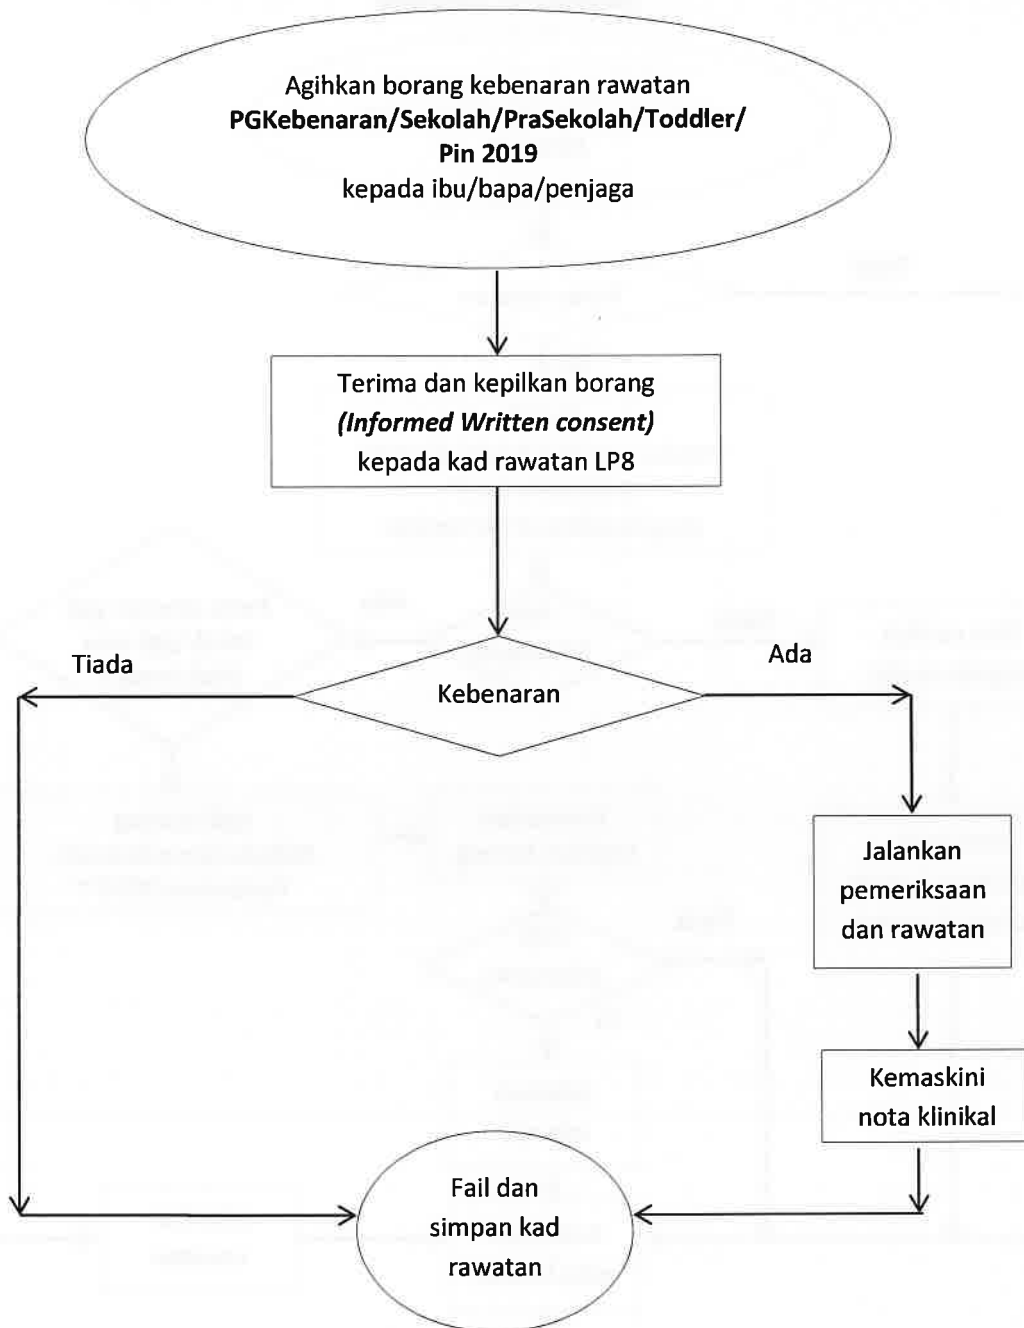 Agihkan borang kebenaran rawatan
PGKebenaran/Sekolah/PraSekolah/Toddler/
Pin 2019
kepada ibu/bapa/penjaga
Terima dan kepilkan borang
(Informed Written consent)
kepada kad rawatan LP8
Tiada
Kebenaran
Ada
Jalankan
pemeriksaan
dan rawatan
Kemaskini
nota klinikal
Fail dan
simpan kad
rawatan